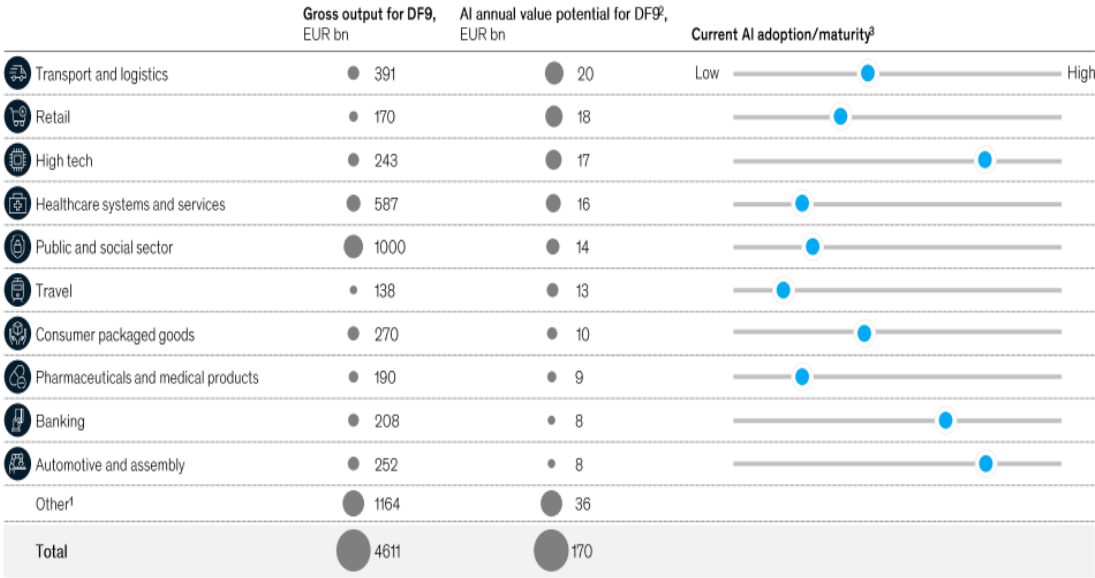 Gross output for DF9, AI annual value potential for DF9²,
EUR bn EUR bn Current AI adoption/maturity³
Transport and logistics 391 20 Low High
Retail 170 18
High tech 243 17
Healthcare systems and services 587 16
Public and social sector 1000 14
Travel 138 13
Consumer packaged goods 270 10
Pharmaceuticals and medical products 190 9
Banking 208 8
Automotive and assembly 252 8
Other¹ 1164 36
Total 4611 170